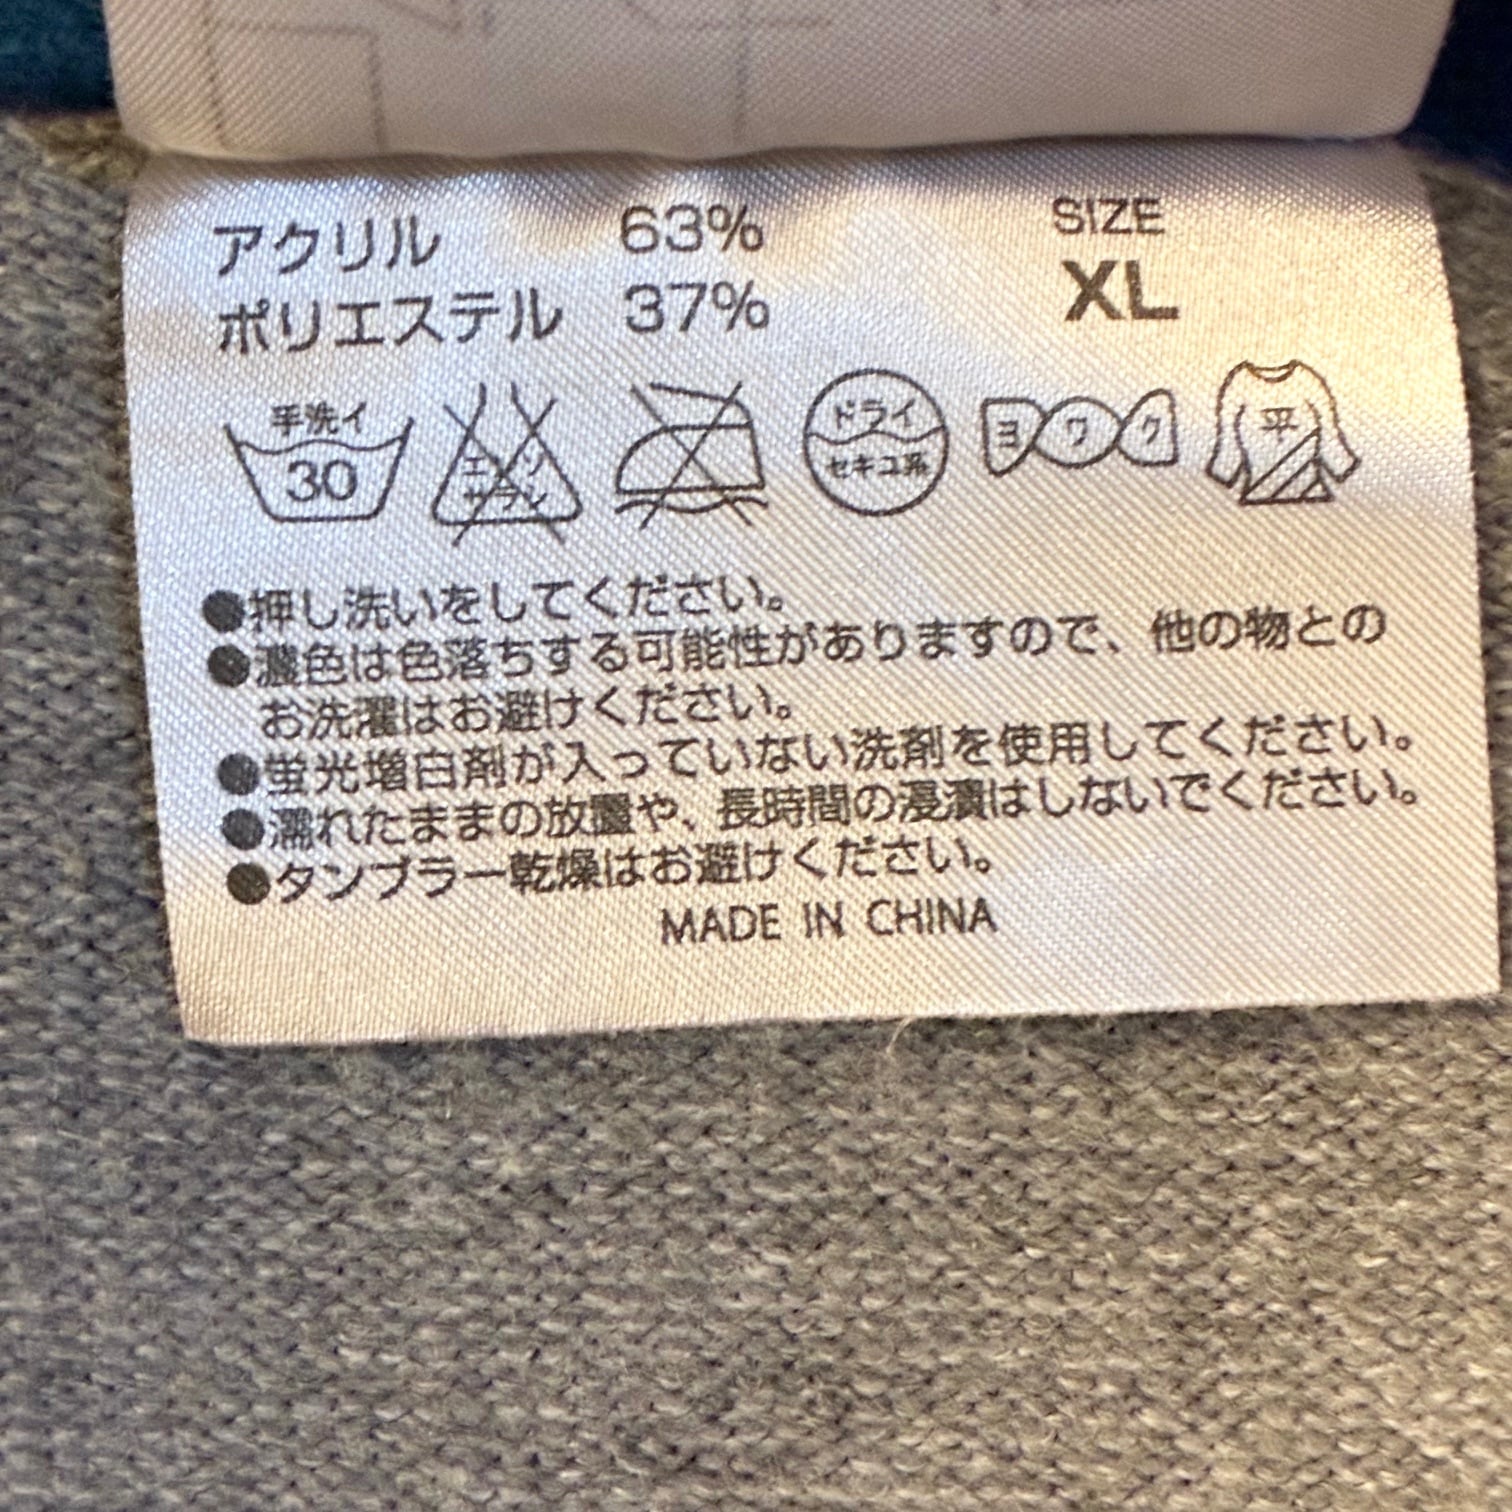 アクリル 63%
ポリエステル 37%
SIZE
XL
手洗イ
30
エンソ
サラシ
ドライ
セキユ系
ヨワク
平
●押し洗いをしてください。
●濃色は色落ちする可能性がありますので、他の物との
お洗濯はお避けください。
●蛍光増白剤が入っていない洗剤を使用してください。
●濡れたままの放置や、長時間の浸漬はしないでください。
●タンブラー乾燥はお避けください。
MADE IN CHINA